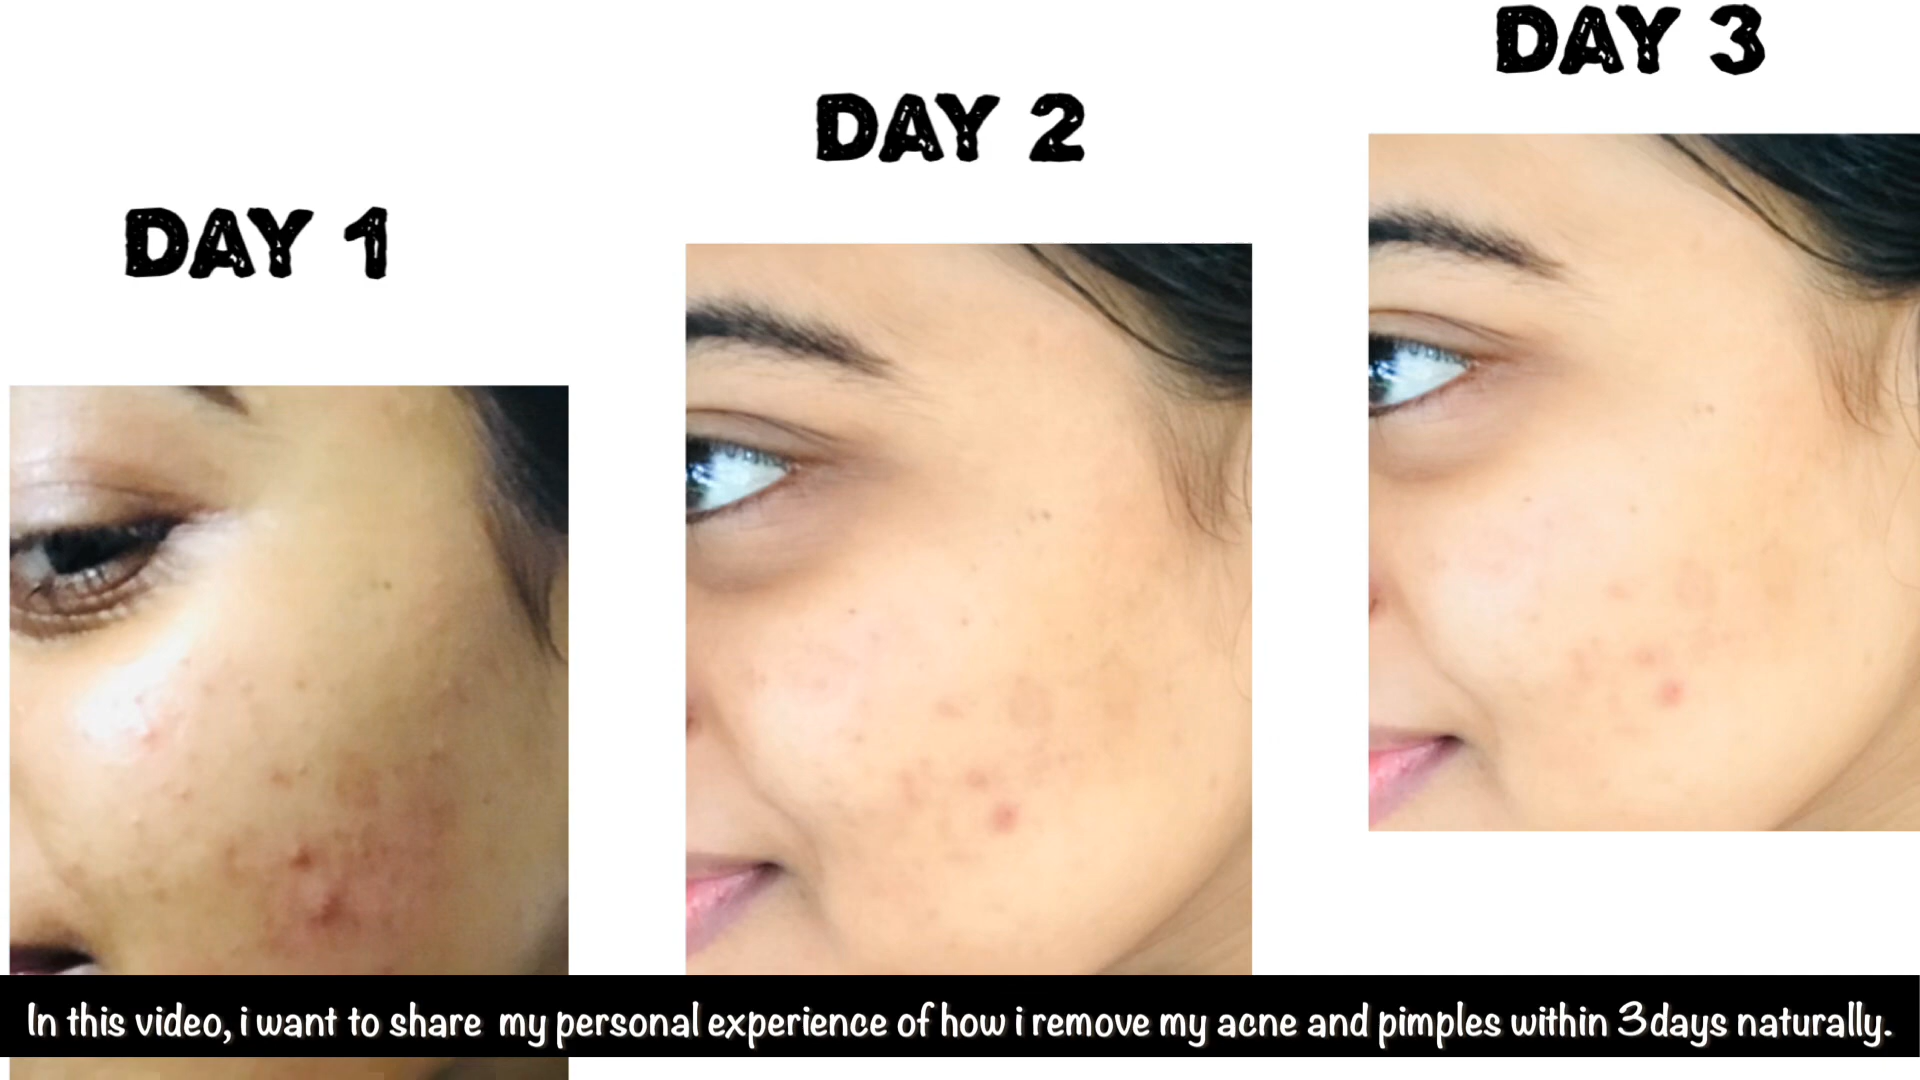 DAY 1
DAY 2
DAY 3
In this video, i want to share my personal experience of how i remove my acne and pimples within 3days naturally.